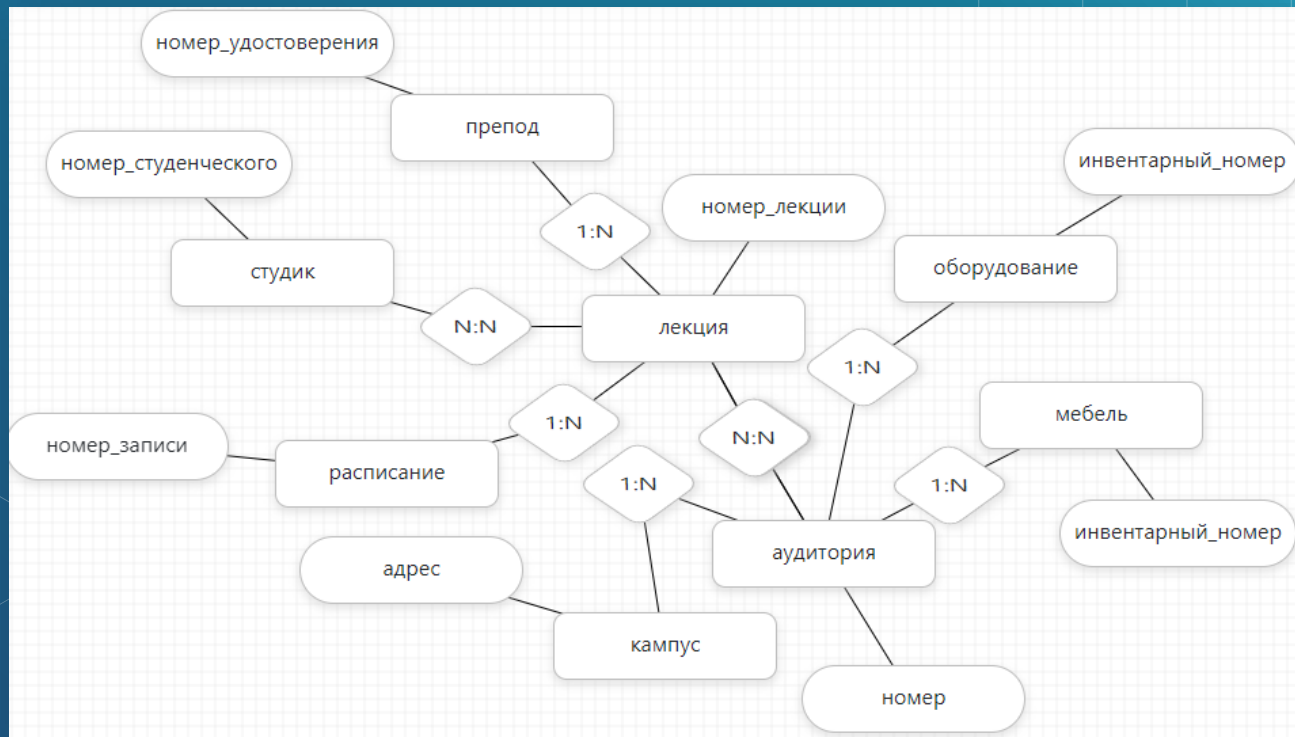 номер_удостоверения
препод
номер_студенческого
инвентарный_номер
номер_лекции
1:N
студик
оборудование
N:N
лекция
1:N
мебель
1:N
N:N
номер_записи
расписание
1:N
1:N
инвентарный_номер
аудитория
адрес
кампус
номер